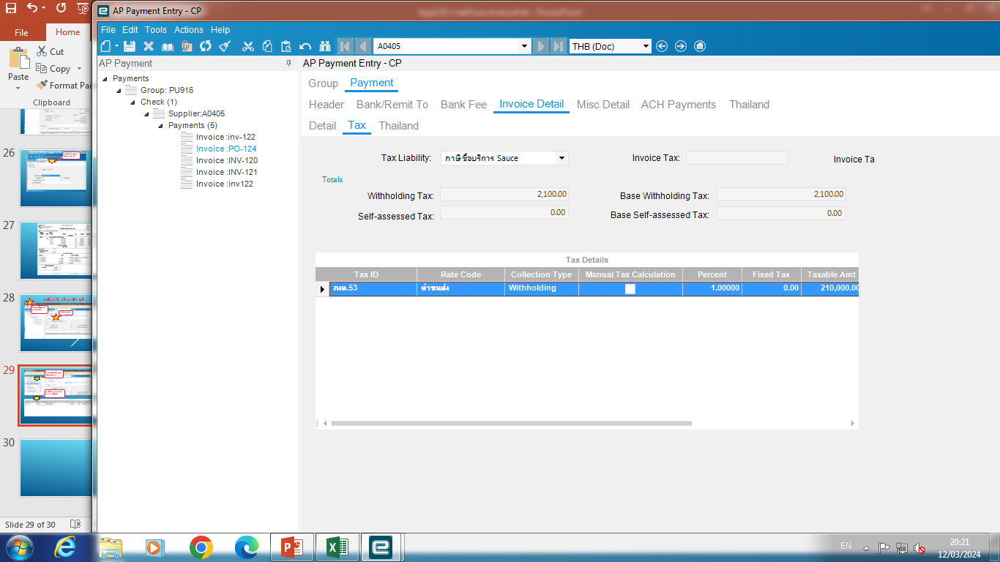 AP Payment Entry - CP
File Edit Tools Actions Help
A0405 THB (Doc)
File Home
Cut
Copy
Format Pai
Paste
Clipboard
26
27
28
29
30
Slide 29 of 30
AP Payment
Payments
Group: PU916
Check (1)
Supplier:A0405
Payments (5)
Invoice :inv-122
Invoice :PO-124
Invoice :INV-120
Invoice :INV-121
Invoice :inv122
AP Payment Entry - CP
Group Payment
Header Bank/Remit To Bank Fee Invoice Detail Misc Detail ACH Payments Thailand
Detail Tax Thailand
Tax Liability: ภาษีซื้อบริการ Sauce Invoice Tax: Invoice Ta
Totals
Withholding Tax: 2,100.00 Base Withholding Tax: 2,100.00
Self-assessed Tax: 0.00 Base Self-assessed Tax: 0.00
Tax Details
Tax ID Rate Code Collection Type Manual Tax Calculation Percent Fixed Tax Taxable Amt
ภงด.53 ค่าขนส่ง Withholding 1.00000 0.00 210,000.00
EN 20:21
12/03/2024